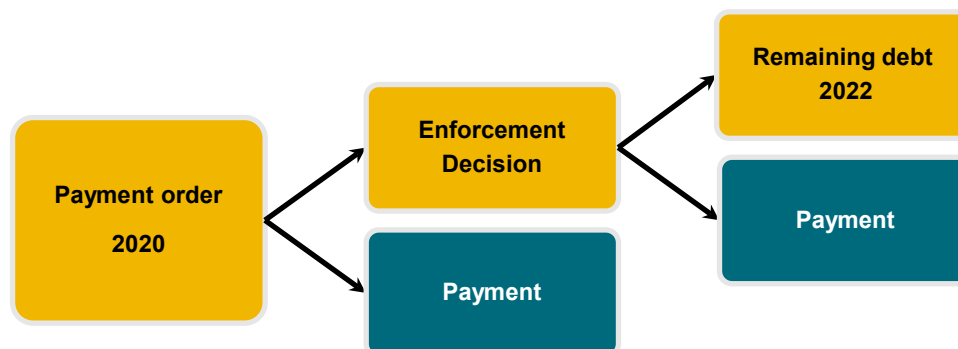 Payment order
2020
Enforcement
Decision
Payment
Remaining debt
2022
Payment